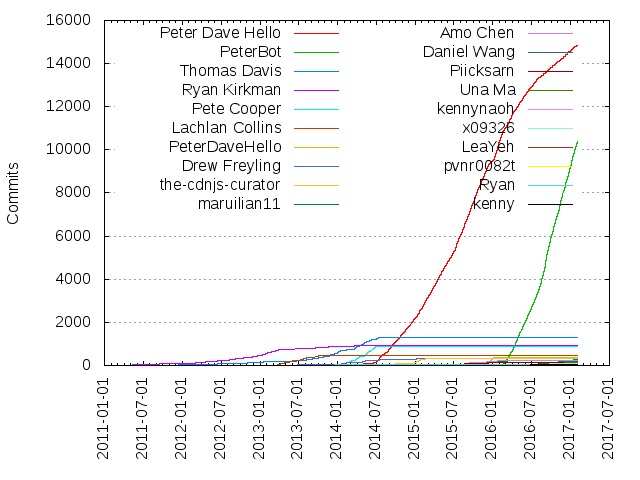 16000
14000
12000
10000
8000
6000
4000
2000
0
Commits
Peter Dave Hello
PeterBot
Thomas Davis
Ryan Kirkman
Pete Cooper
Lachlan Collins
PeterDaveHello
Drew Freyling
the-cdnjs-curator
maruilian11
Amo Chen
Daniel Wang
Piicksarn
Una Ma
kennynaoh
x09326
LeaYeh
pvnr0082t
Ryan
kenny
2011-01-01
2011-07-01
2012-01-01
2012-07-01
2013-01-01
2013-07-01
2014-01-01
2014-07-01
2015-01-01
2015-07-01
2016-01-01
2016-07-01
2017-01-01
2017-07-01